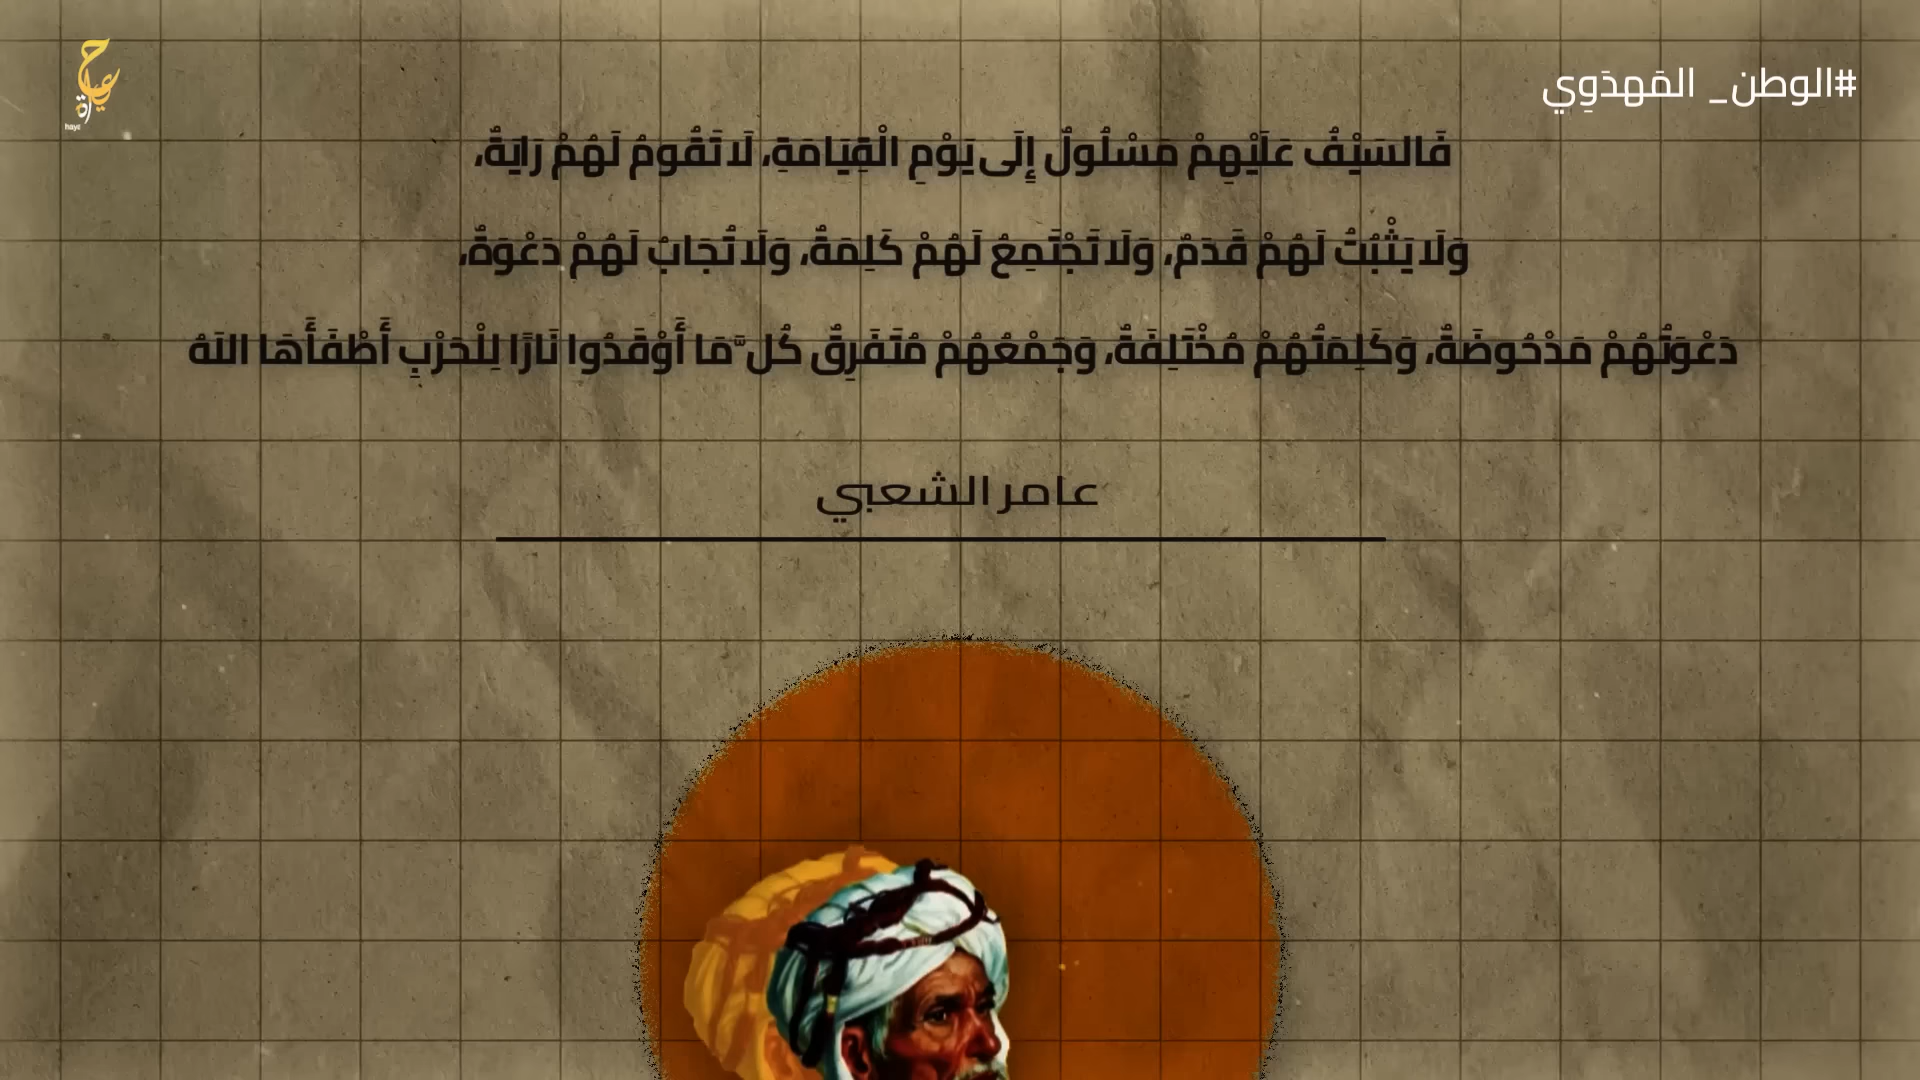 #الوطن_ المَهدَوِي
فَالسَيْفُ عَلَيْهِمْ مَسْلُولٌ إِلَى يَوْمِ الْقِيَامَةِ، لَا تَقُومُ لَهُمْ رَايَةٌ،
وَلَا يَثْبُتُ لَهُمْ قَدَمٌ، وَلَا تَجْتَمِعُ لَهُمْ كَلِمَةٌ، وَلَا تُجَابُ لَهُمْ دَعْوَةٌ،
دَعْوَتُهُمْ مَدْحُوضَةٌ، وَكَلِمَتُهُمْ مُخْتَلِفَةٌ، وَجَمْعُهُمْ مُتَفَرِقٌ كُل َّمَا أَوْقَدُوا نَارًا لِلْحَرْبِ أَطْفَأَهَا اللَهُ
عامر الشعبي